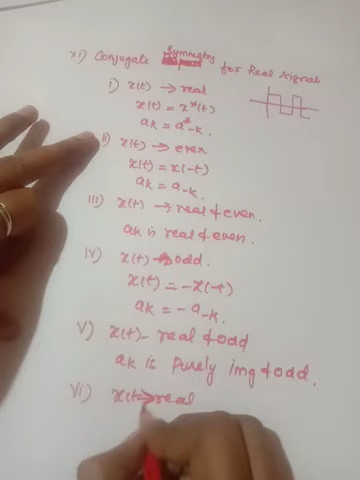 xi) Conjugate Symmetry for Real signal
i) x(t) → real
x(t) = x*(t)
ak = a*-k.
ii) x(t) → even
x(t) = x(-t)
ak = a-k.
III) x(t) → real & even.
ak is real & even.
IV) x(t) → odd.
x(t) = -x(-t)
ak = - a-k.
V) x(t) - real & odd
ak is Purely img & odd.
VI) x(t) → real